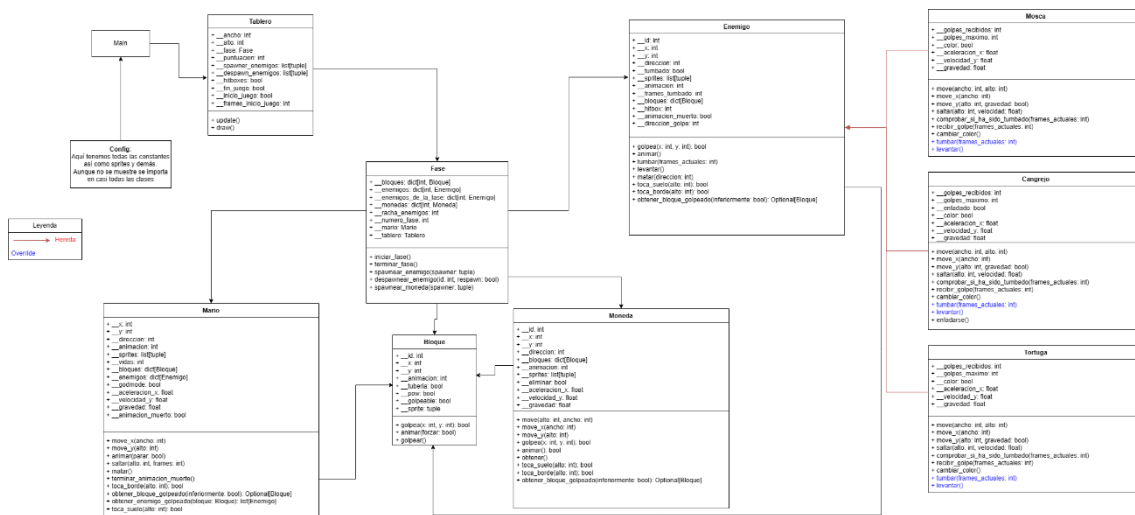 Main
Config:
Aquí tenemos todas las constantes
así como sprites y demás.
Aunque no se muestre se importa
en casi todas las clases
Leyenda
Hereda
Override
Tablero
+ __ancho: int
+ __alto: int
+ __fase: Fase
+ __puntuacion: int
+ __spawner_enemigos: list[tuple]
+ __despawn_enemigos: list[tuple]
+ __hitboxes: bool
+ __fin_juego: bool
+ __inicio_juego: bool
+ __frames_inicio_juego: int
+ update()
+ draw()
Fase
+ __bloques: dict[int, Bloque]
+ __enemigos: dict[int, Enemigo]
+ __enemigos_de_la_fase: dict[int, Enemigo]
+ __monedas: dict[int, Moneda]
+ __racha_enemigos: int
+ __numero_fase: int
+ __mario: Mario
+ __tablero: Tablero
+ iniciar_fase()
+ terminar_fase()
+ spawnear_enemigo(spawner: tuple)
+ despawnear_enemigo(id: int, respawn: bool)
+ spawnear_moneda(spawner: tuple)
Mario
+ __x: int
+ __y: int
+ __direccion: int
+ __animacion: int
+ __sprites: list[tuple]
+ __vidas: int
+ __bloques: dict[Bloque]
+ __enemigos: dict[Enemigo]
+ __godmode: bool
+ __aceleracion_x: float
+ __velocidad_y: float
+ __gravedad: float
+ __animacion_muerto: bool
+ move_x(ancho: int)
+ move_y(alto: int)
+ animar(parar: bool)
+ saltar(alto: int, frames: int)
+ matar()
+ terminar_animacion_muerte()
+ toca_borde(alto: int): bool
+ obtener_bloque_golpeado(inferiormente: bool): Optional[Bloque]
+ obtener_enemigo_golpeado(bloque: Bloque): list[Enemigo]
+ toca_suelo(alto: int): bool
Bloque
+ __id: int
+ __x: int
+ __y: int
+ __animacion: int
+ __tuberia: bool
+ __pow: bool
+ __golpeable: bool
+ __sprite: tuple
+ golpea(x: int, y: int): bool
+ animar(forzar: bool)
+ golpear()
Moneda
+ __id: int
+ __x: int
+ __y: int
+ __direccion: int
+ __bloques: dict[Bloque]
+ __animacion: int
+ __sprites: list[tuple]
+ __eliminar: bool
+ __aceleracion_x: float
+ __velocidad_y: float
+ __gravedad: float
+ move(alto: int, ancho: int)
+ move_x(ancho: int)
+ move_y(alto: int)
+ golpea(x: int, y: int): bool
+ animar(): bool
+ obtener()
+ toca_suelo(alto: int): bool
+ toca_borde(alto: int): bool
+ obtener_bloque_golpeado(inferiormente: bool): Optional[Bloque]
Enemigo
+ __id: int
+ __x: int
+ __y: int
+ __direccion: int
+ __tumbado: bool
+ __sprites: list[tuple]
+ __animacion: int
+ __frames_tumbado: int
+ __bloques: dict[Bloque]
+ __hitbox: int
+ __animacion_muerto: bool
+ __direccion_golpe: int
+ golpea(x: int, y: int): bool
+ animar()
+ tumbar(frames_actuales: int)
+ levantar()
+ matar(direccion: int)
+ toca_suelo(alto: int): bool
+ toca_borde(alto: int): bool
+ obtener_bloque_golpeado(inferiormente: bool): Optional[Bloque]
Mosca
+ __golpes_recibidos: int
+ __golpes_maximo: int
+ __color: bool
+ __aceleracion_x: float
+ __velocidad_y: float
+ __gravedad: float
+ move(ancho: int, alto: int)
+ move_x(ancho: int)
+ move_y(alto: int, gravedad: bool)
+ saltar(alto: int, velocidad: float)
+ comprobar_si_ha_sido_tumbado(frames_actuales: int)
+ recibir_golpe(frames_actuales: int)
+ cambiar_color()
+ tumbar(frames_actuales: int)
+ levantar()
Cangrejo
+ __golpes_recibidos: int
+ __golpes_maximo: int
+ __enfadado: bool
+ __color: bool
+ __aceleracion_x: float
+ __velocidad_y: float
+ __gravedad: float
+ move(ancho: int, alto: int)
+ move_x(ancho: int)
+ move_y(alto: int, gravedad: bool)
+ saltar(alto: int, velocidad: float)
+ comprobar_si_ha_sido_tumbado(frames_actuales: int)
+ recibir_golpe(frames_actuales: int)
+ cambiar_color()
+ tumbar(frames_actuales: int)
+ levantar()
+ enfadarse()
Tortuga
+ __golpes_recibidos: int
+ __golpes_maximo: int
+ __color: bool
+ __aceleracion_x: float
+ __velocidad_y: float
+ __gravedad: float
+ move(ancho: int, alto: int)
+ move_x(ancho: int)
+ move_y(alto: int, gravedad: bool)
+ saltar(alto: int, velocidad: float)
+ comprobar_si_ha_sido_tumbado(frames_actuales: int)
+ recibir_golpe(frames_actuales: int)
+ cambiar_color()
+ tumbar(frames_actuales: int)
+ levantar()